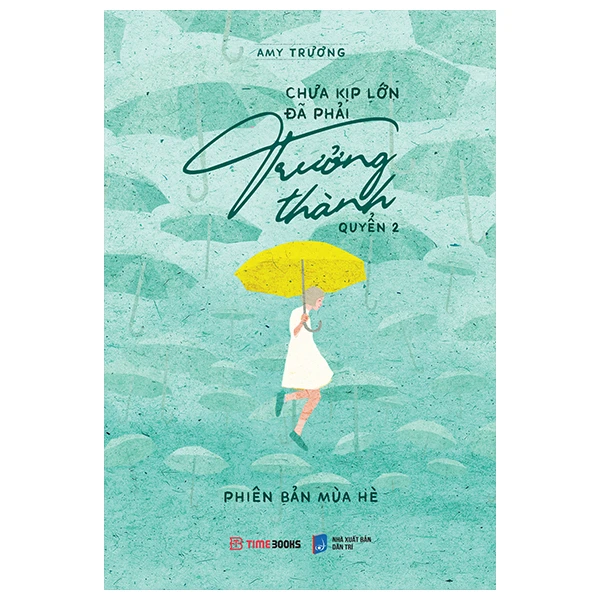 AMY TRƯƠNG
CHƯA KỊP LỚN
ĐÃ PHẢI
Trưởng
thành
QUYỂN 2
PHIÊN BẢN MÙA HÈ
TIMEBOOKS
NHÀ XUẤT BẢN
DÂN TRÍ